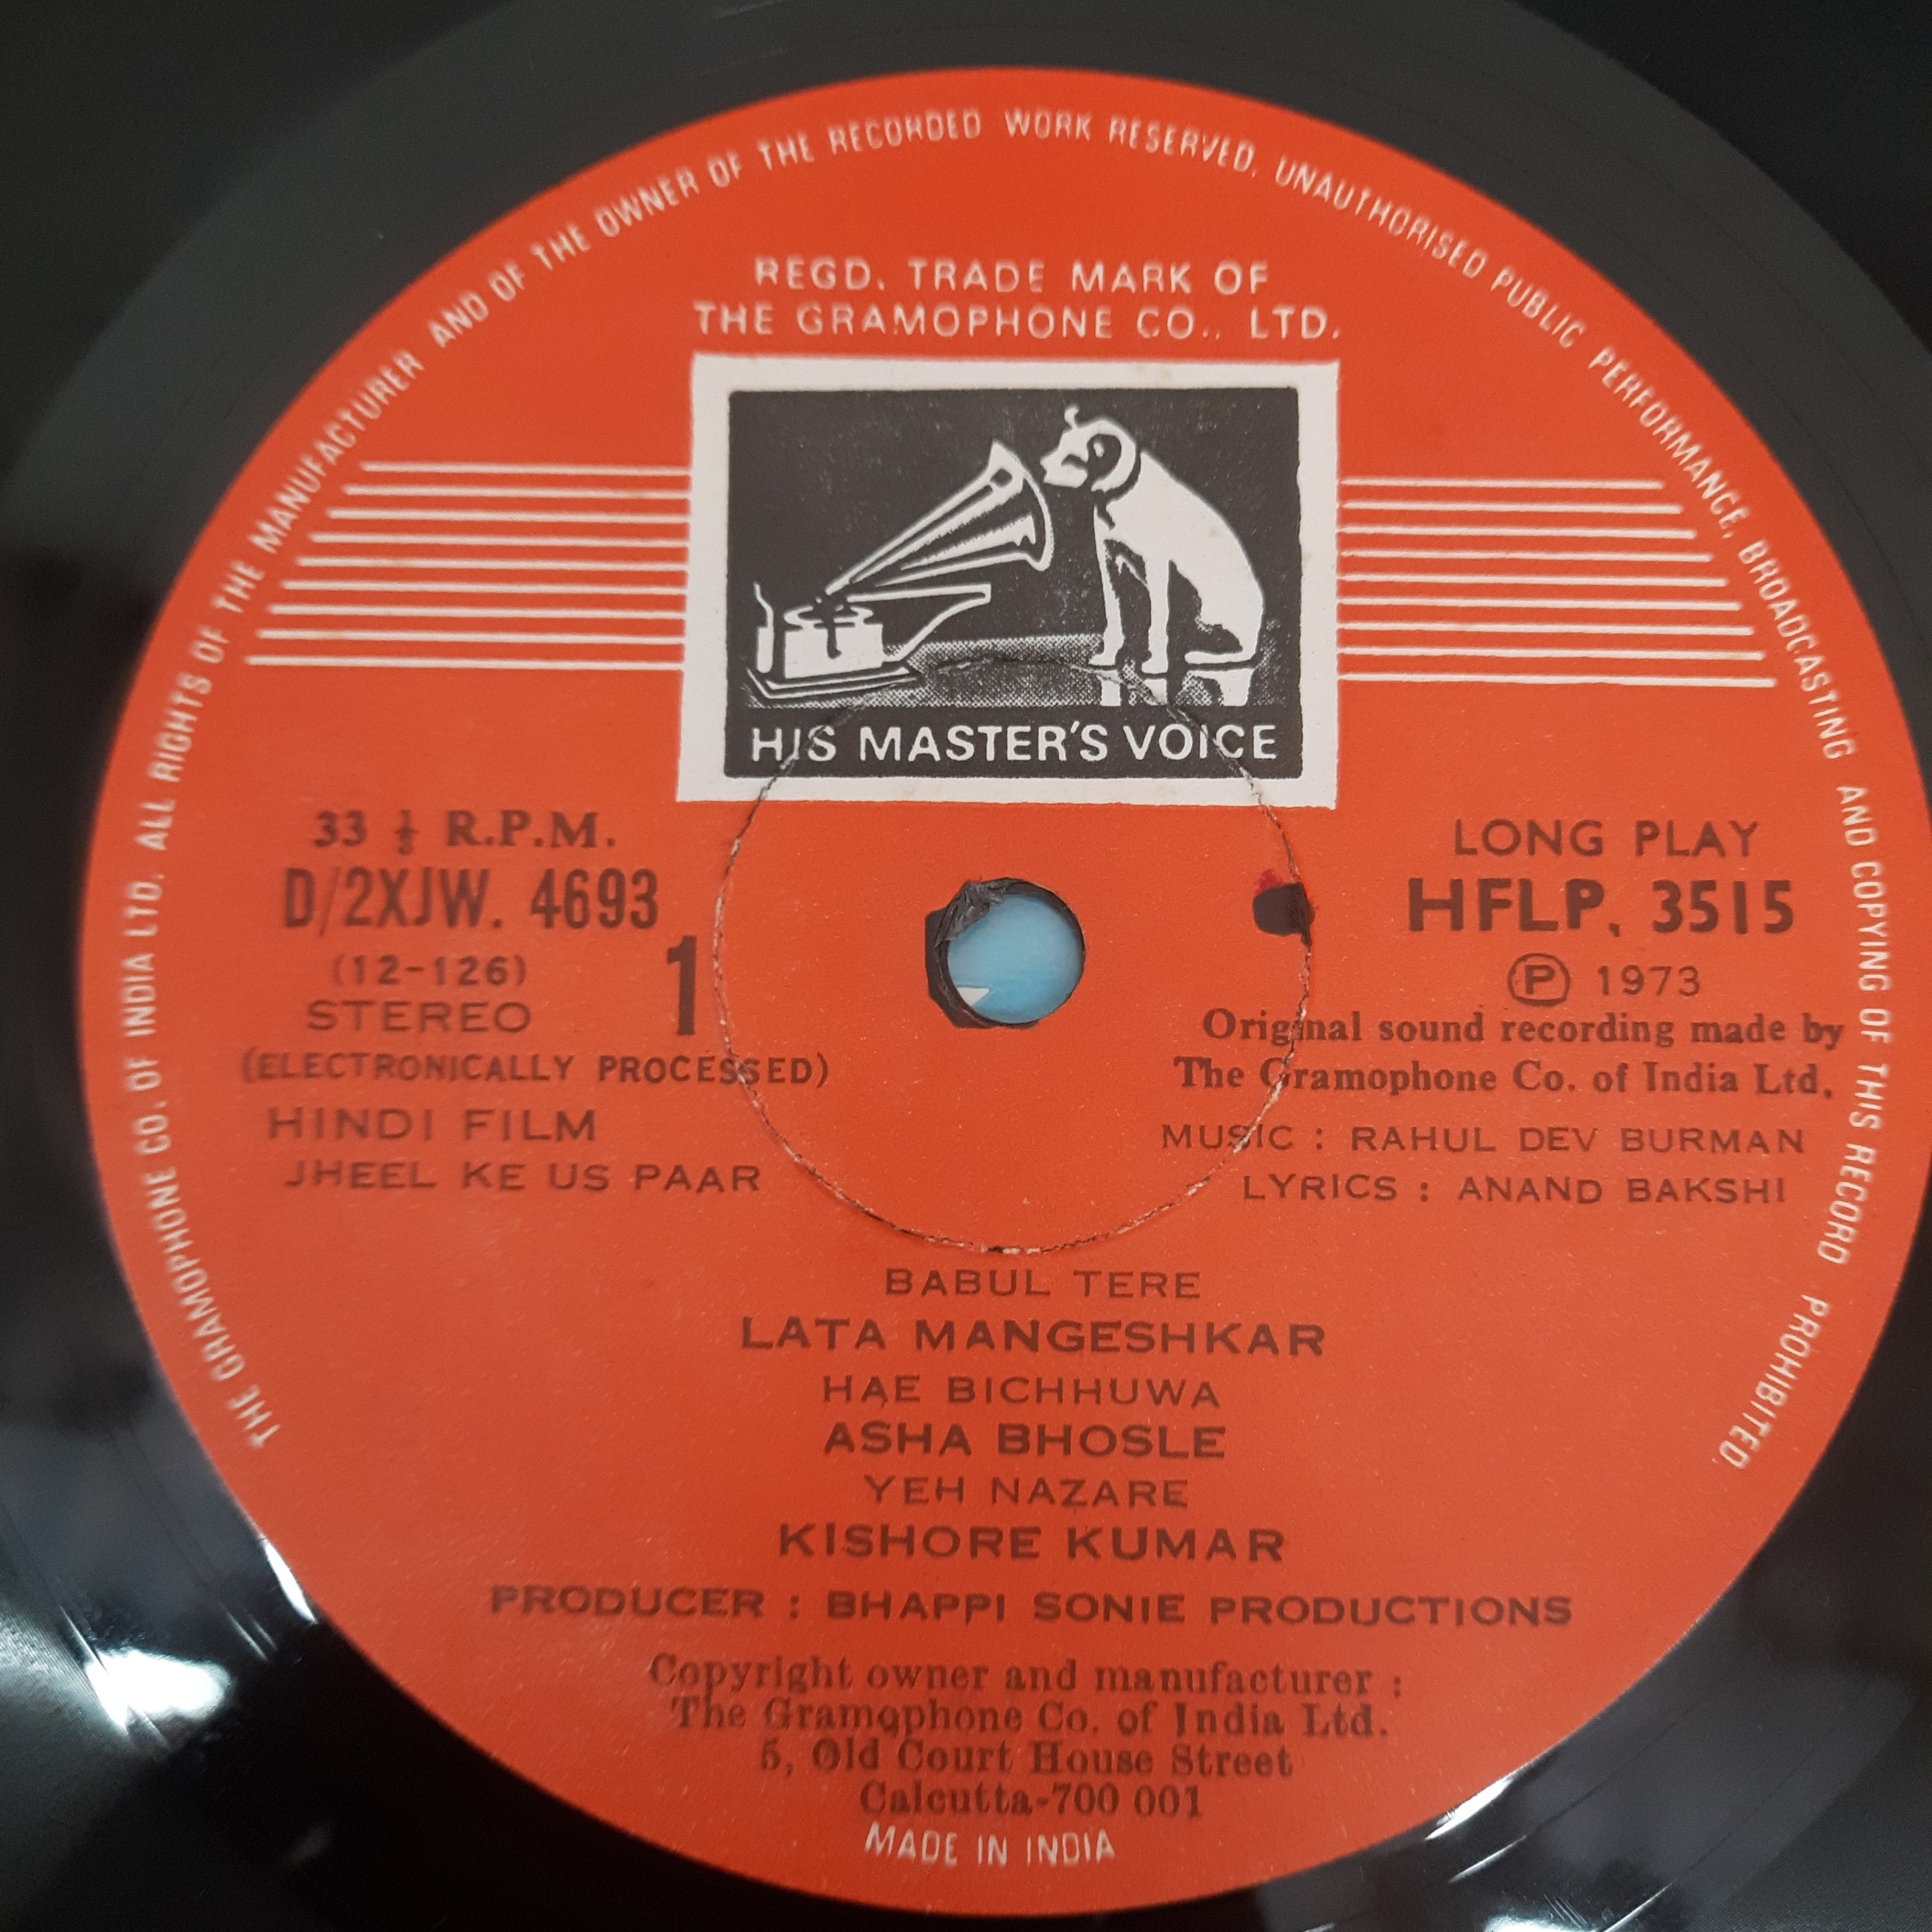 THE GRAMOPHONE CO. OF INDIA LTD. ALL RIGHTS OF THE MANUFACTURER AND OF THE OWNER OF THE RECORDED WORK RESERVED. UNAUTHORISED PUBLIC PERFORMANCE, BROADCASTING AND COPYING OF THIS RECORD PROHIBITED.
REGD. TRADE MARK OF
THE GRAMOPHONE CO., LTD.
HIS MASTER'S VOICE
33 ⅓ R.P.M.
D/2XJW. 4693
(12-126)
1
STEREO
(ELECTRONICALLY PROCESSED)
HINDI FILM
JHEEL KE US PAAR
LONG PLAY
HFLP. 3515
Ⓟ 1973
Original sound recording made by
The Gramophone Co. of India Ltd.
MUSIC : RAHUL DEV BURMAN
LYRICS : ANAND BAKSHI
BABUL TERE
LATA MANGESHKAR
HAE BICHHUWA
ASHA BHOSLE
YEH NAZARE
KISHORE KUMAR
PRODUCER : BHAPPI SONIE PRODUCTIONS
Copyright owner and manufacturer :
The Gramophone Co. of India Ltd.
5, Old Court House Street
Calcutta-700 001
MADE IN INDIA